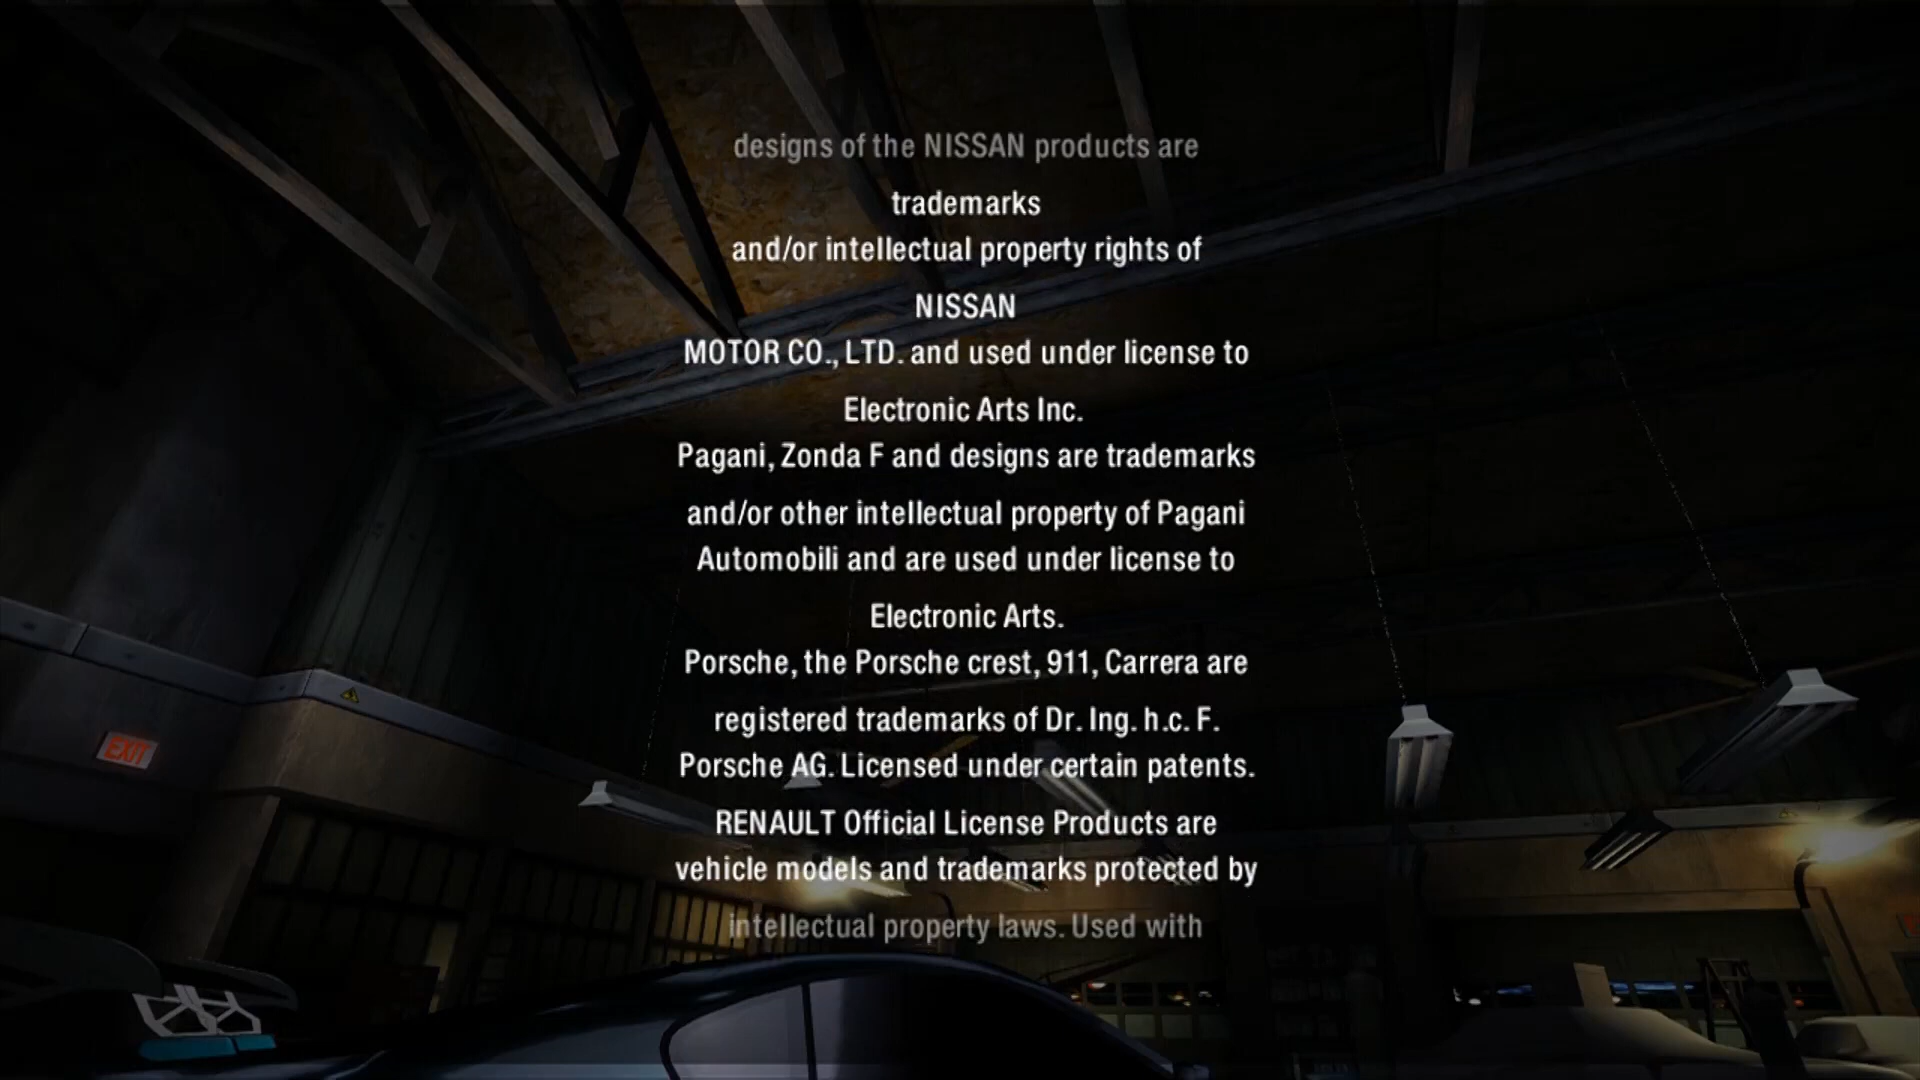 designs of the NISSAN products are
trademarks
and/or intellectual property rights of
NISSAN
MOTOR CO., LTD. and used under license to
Electronic Arts Inc.
Pagani, Zonda F and designs are trademarks
and/or other intellectual property of Pagani
Automobili and are used under license to
Electronic Arts.
Porsche, the Porsche crest, 911, Carrera are
registered trademarks of Dr. Ing. h.c. F.
Porsche AG. Licensed under certain patents.
RENAULT Official License Products are
vehicle models and trademarks protected by
intellectual property laws. Used with
EXIT